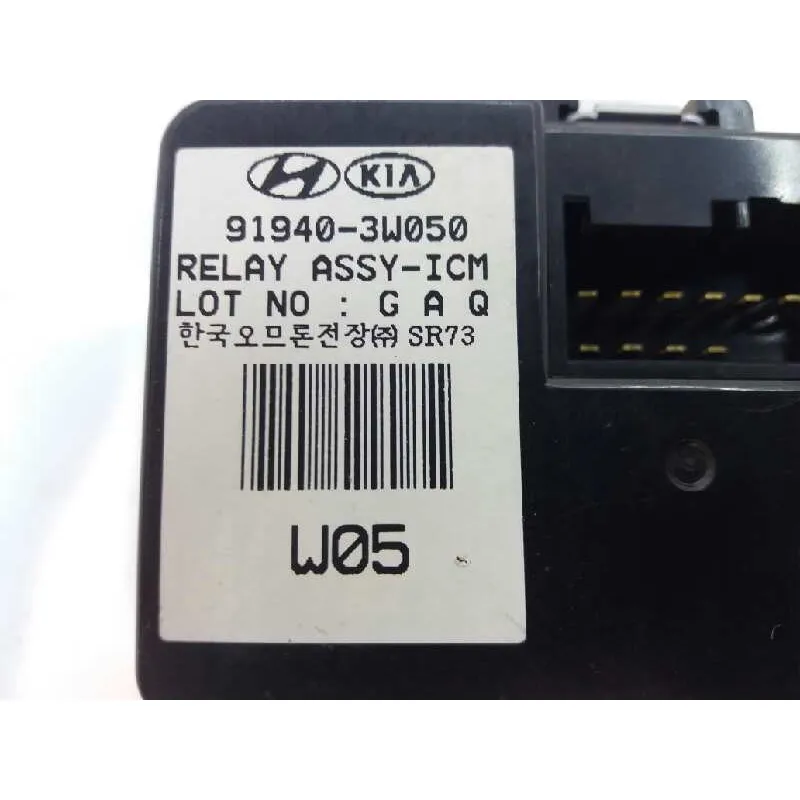 KIA
91940-3W050
RELAY ASSY-ICM
LOT NO : G A Q
한국오므론전장㈜ SR73
W05